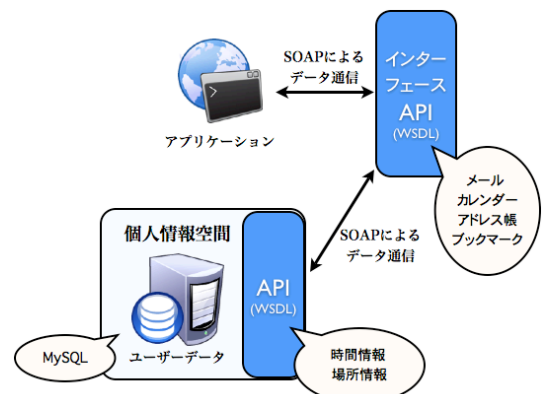 SOAPによる
データ通信
インター
フェース
API
(WSDL)
アプリケーション
メール
カレンダー
アドレス帳
ブックマーク
SOAPによる
データ通信
個人情報空間
API
(WSDL)
MySQL
ユーザーデータ
時間情報
場所情報